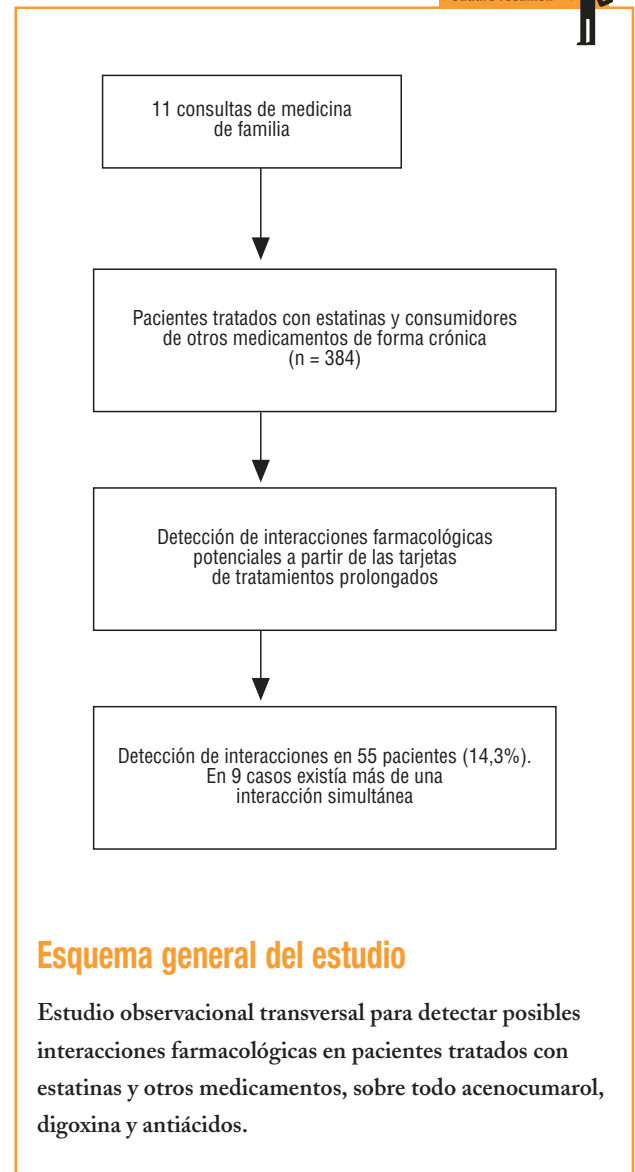 11 consultas de medicina
de familia
Pacientes tratados con estatinas y consumidores
de otros medicamentos de forma crónica
(n = 384)
Detección de interacciones farmacológicas
potenciales a partir de las tarjetas
de tratamientos prolongados
Detección de interacciones en 55 pacientes (14,3%).
En 9 casos existía más de una
interacción simultánea
Esquema general del estudio
Estudio observacional transversal para detectar posibles
interacciones farmacológicas en pacientes tratados con
estatinas y otros medicamentos, sobre todo acenocumarol,
digoxina y antiácidos.